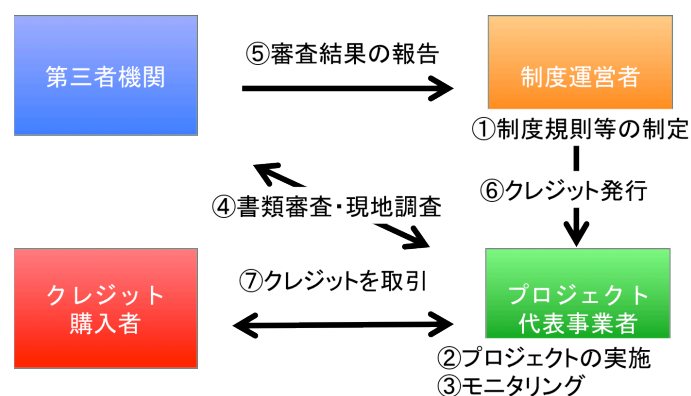 第三者機関
⑤審査結果の報告
制度運営者
①制度規則等の制定
⑥クレジット発行
④書類審査・現地調査
クレジット
購入者
⑦クレジットを取引
プロジェクト
代表事業者
②プロジェクトの実施
③モニタリング